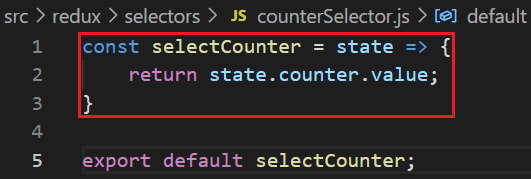 src > redux > selectors > JS counterSelector.js > default
1 const selectCounter = state => {
2     return state.counter.value;
3 }
4
5 export default selectCounter;